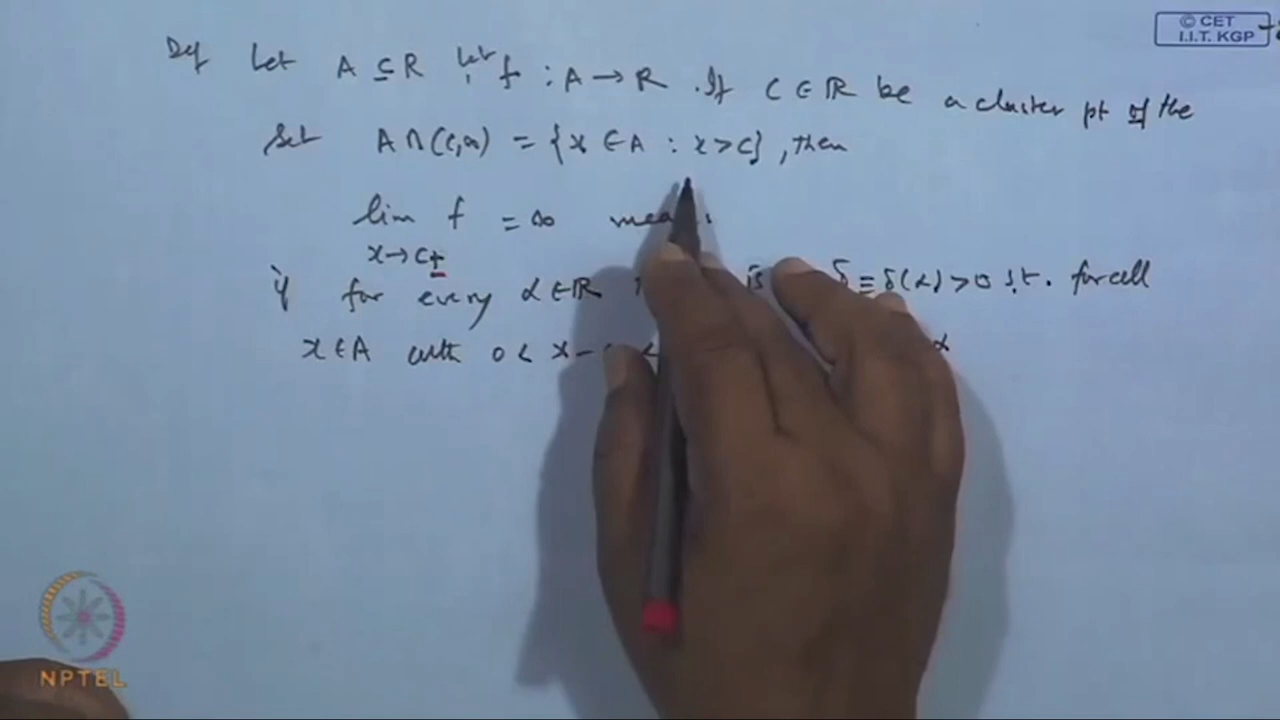 © CET
I.I.T. KGP
Def Let A ⊆ R, let f : A → R. If C ∈ ℝ be a cluster pt of the
Set A∩(c,∞) = {x ∈ A : x > c}, then
lim f = ∞
x→c+
if for every α ∈ ℝ is δ ≡ δ(α) > 0 s.t. for all
x ∈ A with 0 < x - < α
NPTEL